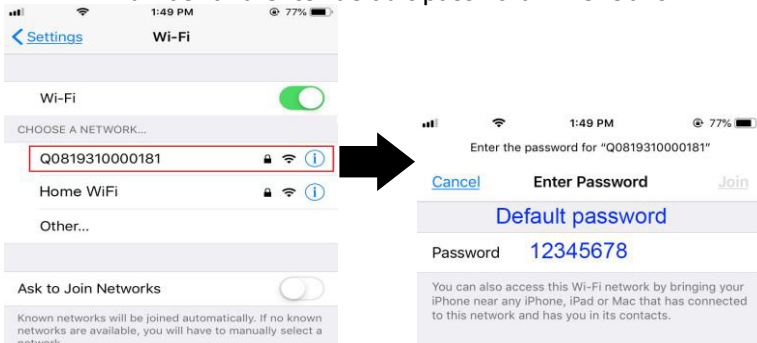 1:49 PM
77%
Settings
Wi-Fi
Wi-Fi
CHOOSE A NETWORK...
Q0819310000181
Home WiFi
Other...
Ask to Join Networks
Known networks will be joined automatically. If no known
networks are available, you will have to manually select a
network.
1:49 PM
77%
Enter the password for "Q0819310000181"
Cancel
Enter Password
Join
Default password
Password 12345678
You can also access this Wi-Fi network by bringing your
iPhone near any iPhone, iPad or Mac that has connected
to this network and has you in its contacts.